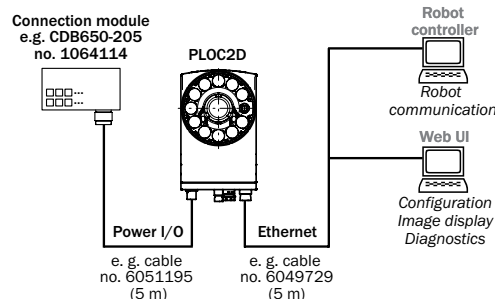 Connection module
e.g. CDB650-205
no. 1064114
PLOC2D
Robot
controller
Robot
communication
Web UI
Configuration
Image display
Diagnostics
Power I/O
Ethernet
e. g. cable
no. 6051195
(5 m)
e. g. cable
no. 6049729
(5 m)